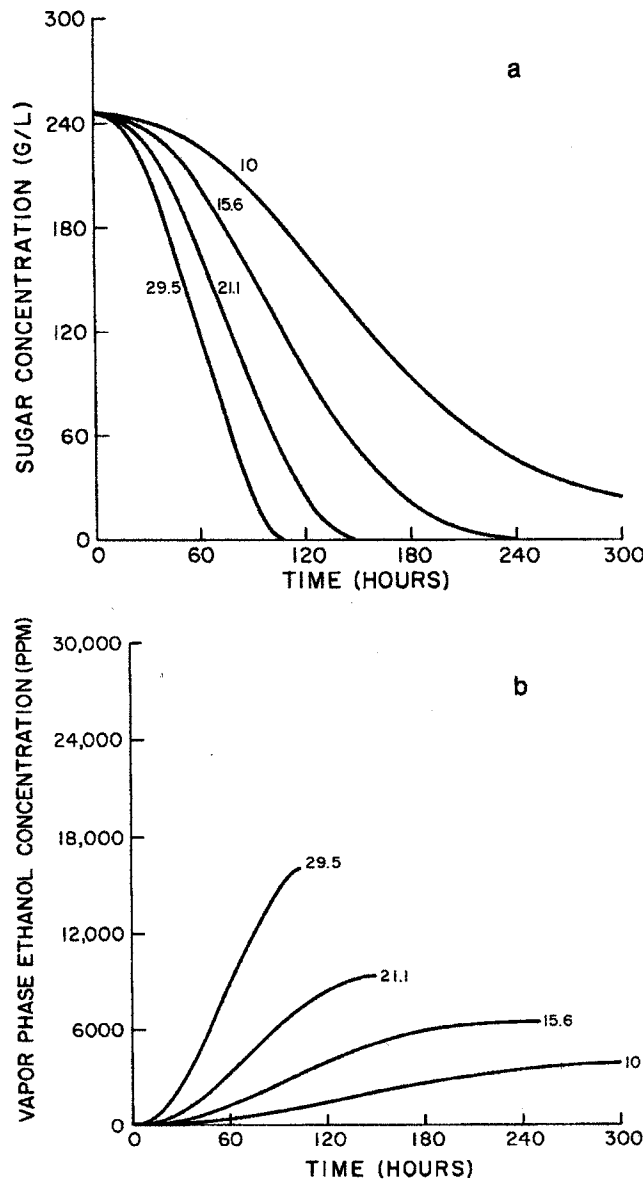 300
a
240
180
120
60
0
10
15.6
21.1
29.5
SUGAR CONCENTRATION (G/L)
0 60 120 180 240 300
TIME (HOURS)
30,000
b
24,000
18,000
12,000
6000
0
29.5
21.1
15.6
10
VAPOR PHASE ETHANOL CONCENTRATION (PPM)
0 60 120 180 240 300
TIME (HOURS)